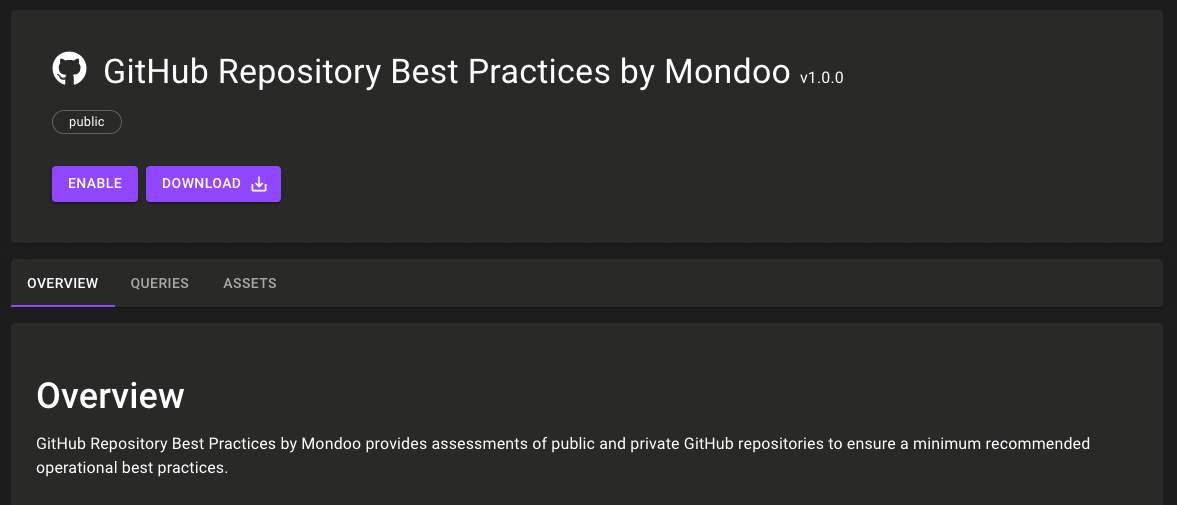 GitHub Repository Best Practices by Mondoo v1.0.0
public
ENABLE DOWNLOAD
OVERVIEW QUERIES ASSETS
Overview
GitHub Repository Best Practices by Mondoo provides assessments of public and private GitHub repositories to ensure a minimum recommended
operational best practices.